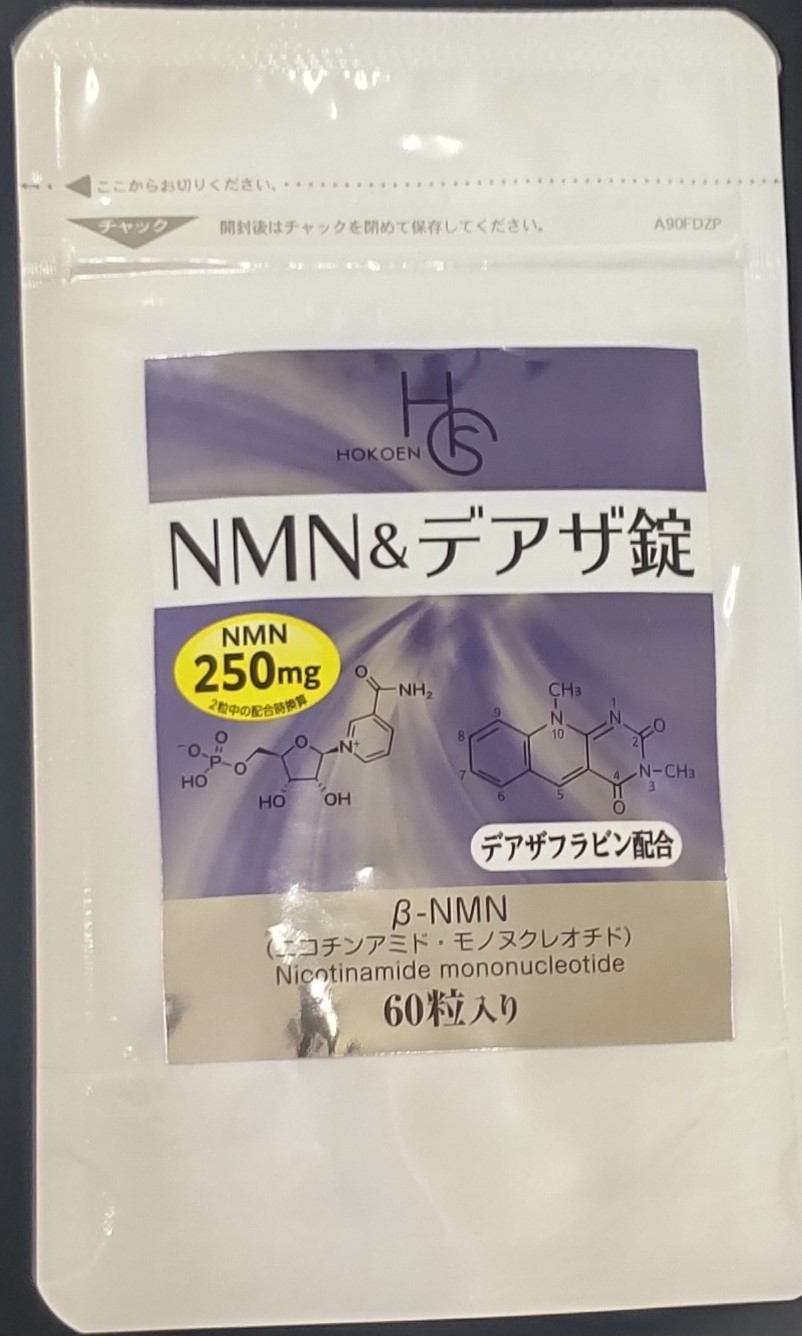 ここからお切りください。
チャック 開封後はチャックを閉めて保存してください。 A90FDZP
HS
HOKOEN
NMN&デアザ錠
NMN
250mg
2粒中の配合時換算
O
NH₂
⁻O
O
P
O
HO
O
N⁺
HO
OH
CH₃
9
N
10
1
N
8
2
O
7
N-CH₃
3
4
6
5
O
デアザフラビン配合
β-NMN
(ニコチンアミド・モノヌクレオチド)
Nicotinamide mononucleotide
60粒入り